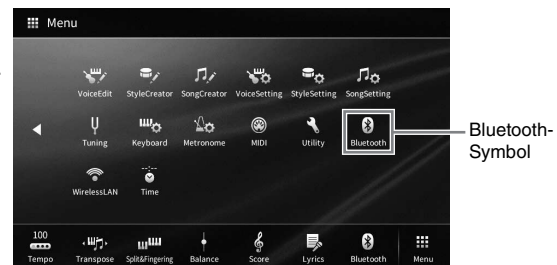 Menu
VoiceEdit StyleCreator SongCreator VoiceSetting StyleSetting SongSetting
Tuning Keyboard Metronome MIDI Utility Bluetooth
Bluetooth-
Symbol
WirelessLAN Time
100
Tempo Transpose Split&Fingering Balance Score Lyrics Bluetooth Menu